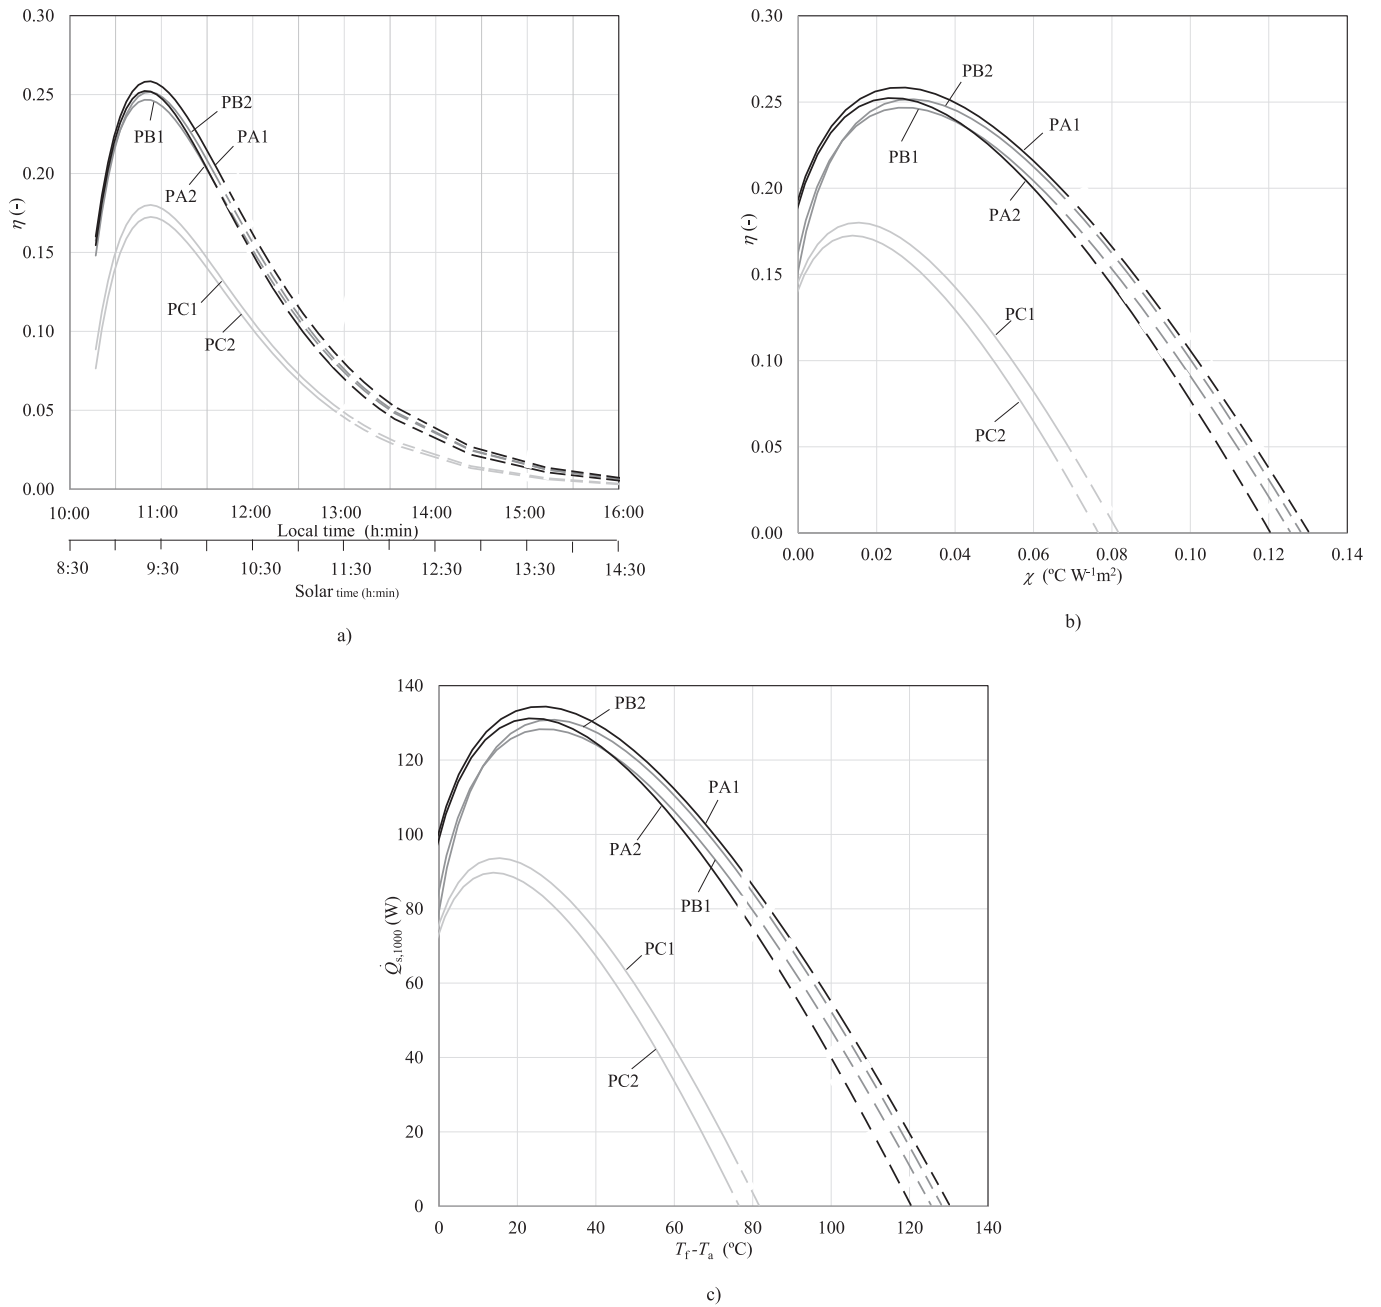 0.30
0.25
0.20
0.15
0.10
0.05
0.00
η (-)
PB2
PB1
PA1
PA2
PC1
PC2
10:00 11:00 12:00 13:00 14:00 15:00 16:00
Local time (h:min)
8:30 9:30 10:30 11:30 12:30 13:30 14:30
Solar time (h:min)
a)
0.30
0.25
0.20
0.15
0.10
0.05
0.00
η (-)
PB2
PA1
PB1
PA2
PC1
PC2
0.00 0.02 0.04 0.06 0.08 0.10 0.12 0.14
χ (ºC W⁻¹m²)
b)
140
120
100
80
60
40
20
0
Q̇s,1000 (W)
PB2
PA1
PA2
PB1
PC1
PC2
0 20 40 60 80 100 120 140
Tf-Ta (ºC)
c)